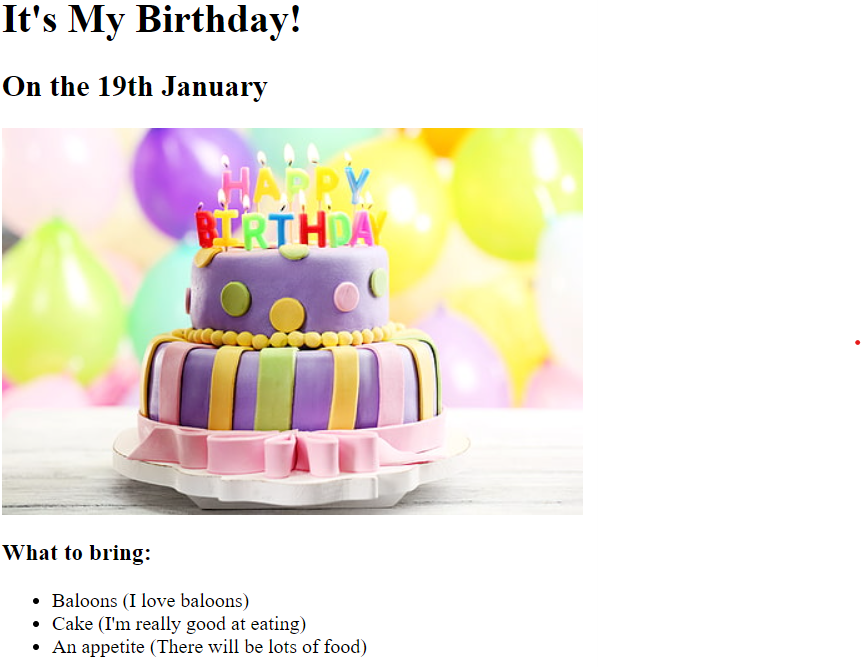 It's My Birthday!
On the 19th January
HAPPY
BIRTHDAY
What to bring:
Baloons (I love baloons)
Cake (I'm really good at eating)
An appetite (There will be lots of food)